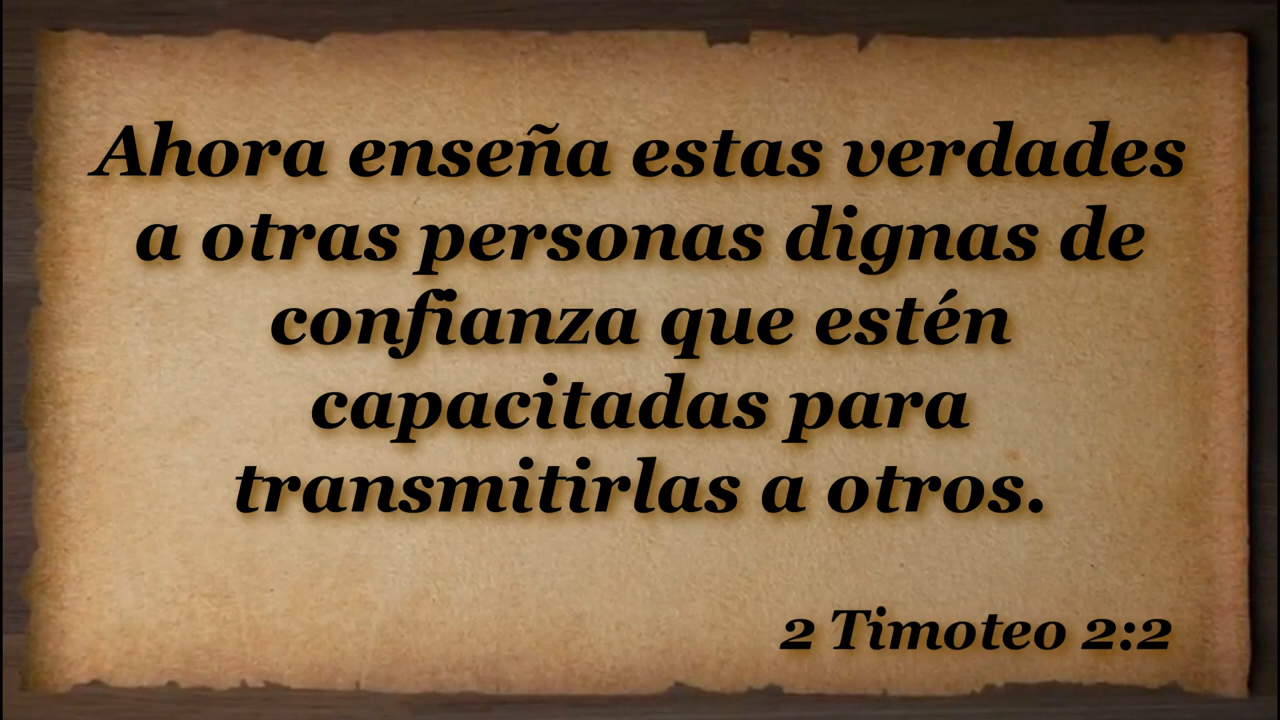 Ahora enseña estas verdades
a otras personas dignas de
confianza que estén
capacitadas para
transmitirlas a otros.
2 Timoteo 2:2